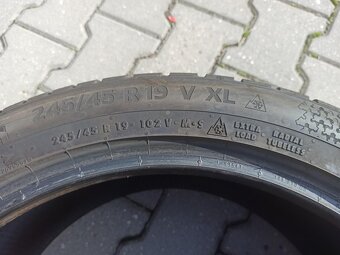 245/45 R 19 V XL
245/45 R 19 102 V M+S EXTRA LOAD RADIAL TUBELESS